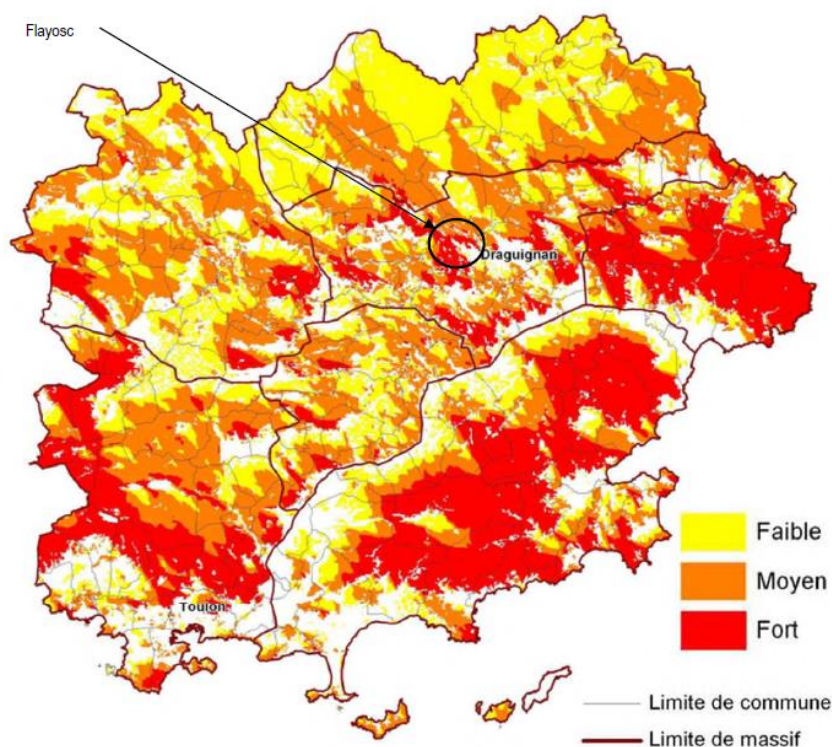 Flayosc
Draguignan
Toulon
Faible
Moyen
Fort
Limite de commune
Limite de massif